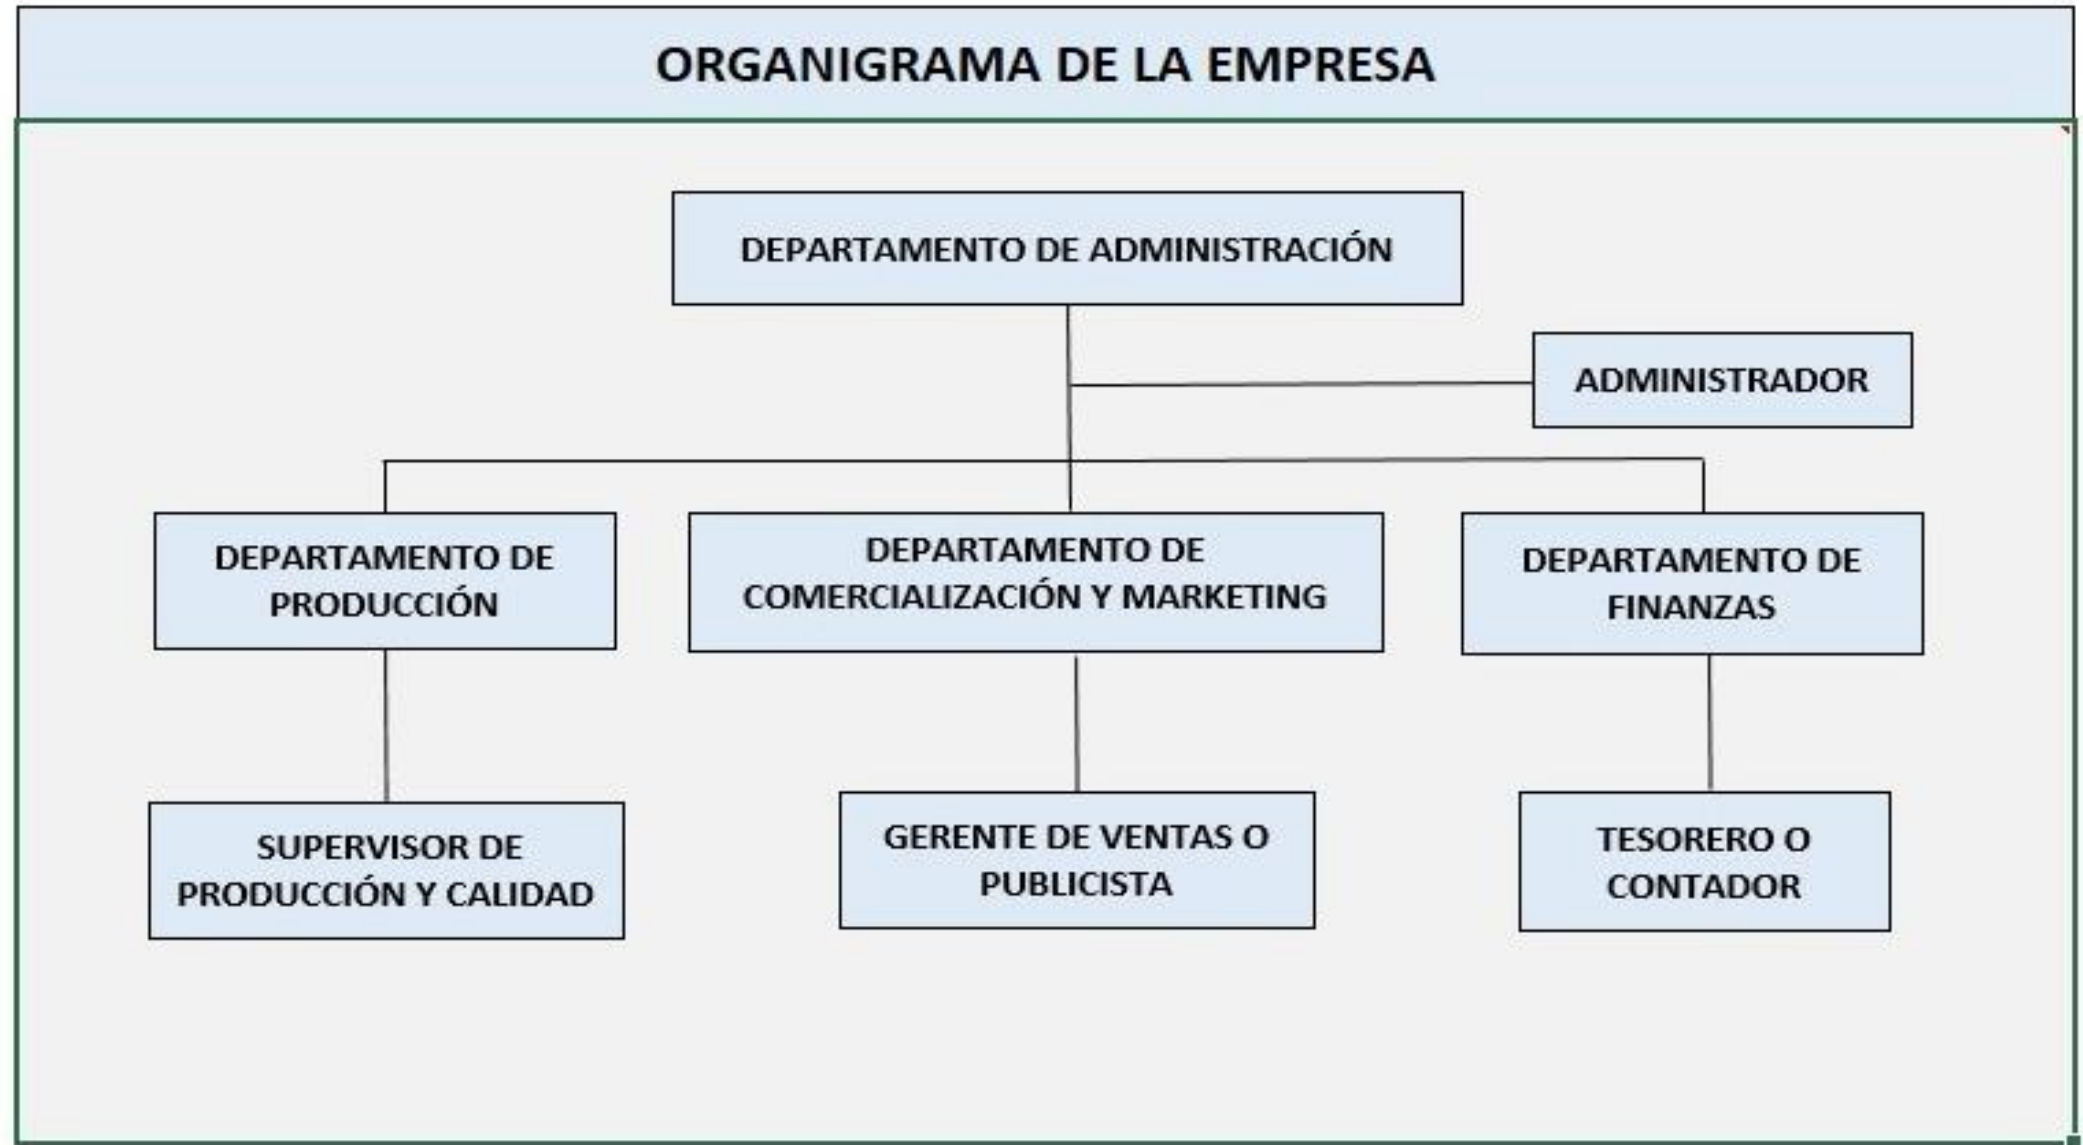 ORGANIGRAMA DE LA EMPRESA
DEPARTAMENTO DE ADMINISTRACIÓN
ADMINISTRADOR
DEPARTAMENTO DE
PRODUCCIÓN
DEPARTAMENTO DE
COMERCIALIZACIÓN Y MARKETING
DEPARTAMENTO DE
FINANZAS
SUPERVISOR DE
PRODUCCIÓN Y CALIDAD
GERENTE DE VENTAS O
PUBLICISTA
TESORERO O
CONTADOR